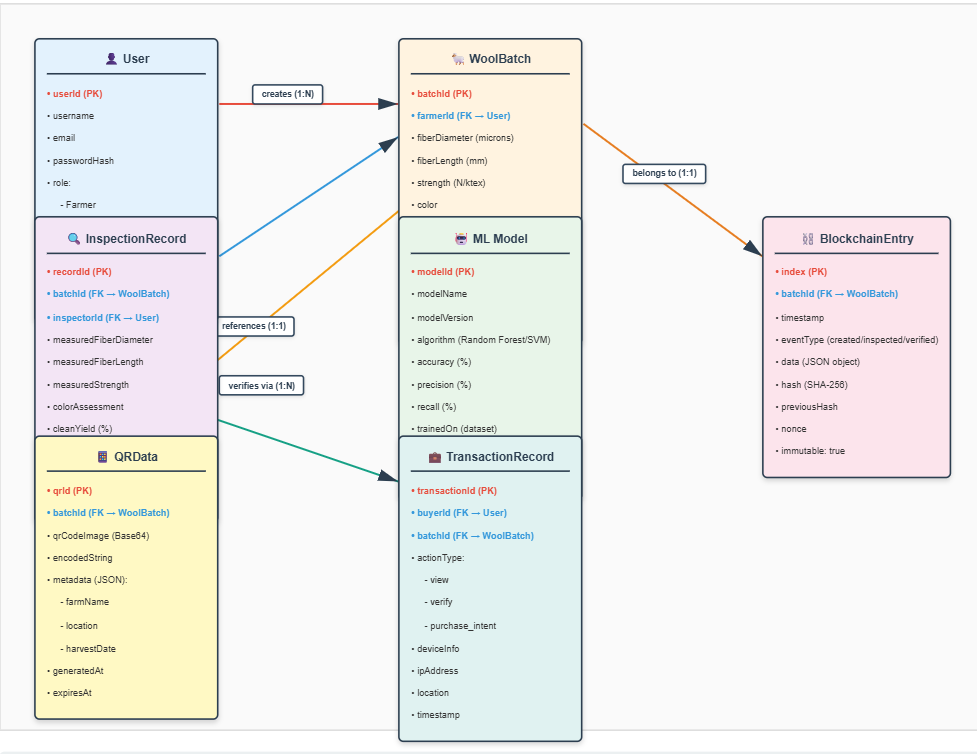 User
• userId (PK)
• username
• email
• passwordHash
• role:
- Farmer
creates (1:N)
WoolBatch
• batchId (PK)
• farmerId (FK → User)
• fiberDiameter (microns)
• fiberLength (mm)
• strength (N/ktex)
• color
belongs to (1:1)
InspectionRecord
• recordId (PK)
• batchId (FK → WoolBatch)
• inspectorId (FK → User)
• measuredFiberDiameter
• measuredFiberLength
• measuredStrength
• colorAssessment
• cleanYield (%)
references (1:1)
verifies via (1:N)
ML Model
• modelId (PK)
• modelName
• modelVersion
• algorithm (Random Forest/SVM)
• accuracy (%)
• precision (%)
• recall (%)
• trainedOn (dataset)
BlockchainEntry
• index (PK)
• batchId (FK → WoolBatch)
• timestamp
• eventType (created/inspected/verified)
• data (JSON object)
• hash (SHA-256)
• previousHash
• nonce
• immutable: true
QRData
• qrId (PK)
• batchId (FK → WoolBatch)
• qrCodeImage (Base64)
• encodedString
• metadata (JSON):
- farmName
- location
- harvestDate
• generatedAt
• expiresAt
TransactionRecord
• transactionId (PK)
• buyerId (FK → User)
• batchId (FK → WoolBatch)
• actionType:
- view
- verify
- purchase_intent
• deviceInfo
• ipAddress
• location
• timestamp